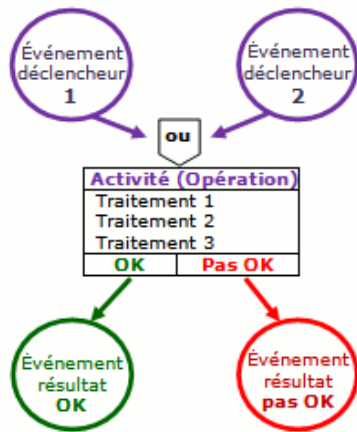 Événement
déclencheur
1
Événement
déclencheur
2
ou
Activité (Opération)
Traitement 1
Traitement 2
Traitement 3
OK
Pas OK
Événement
résultat
OK
Événement
résultat
pas OK